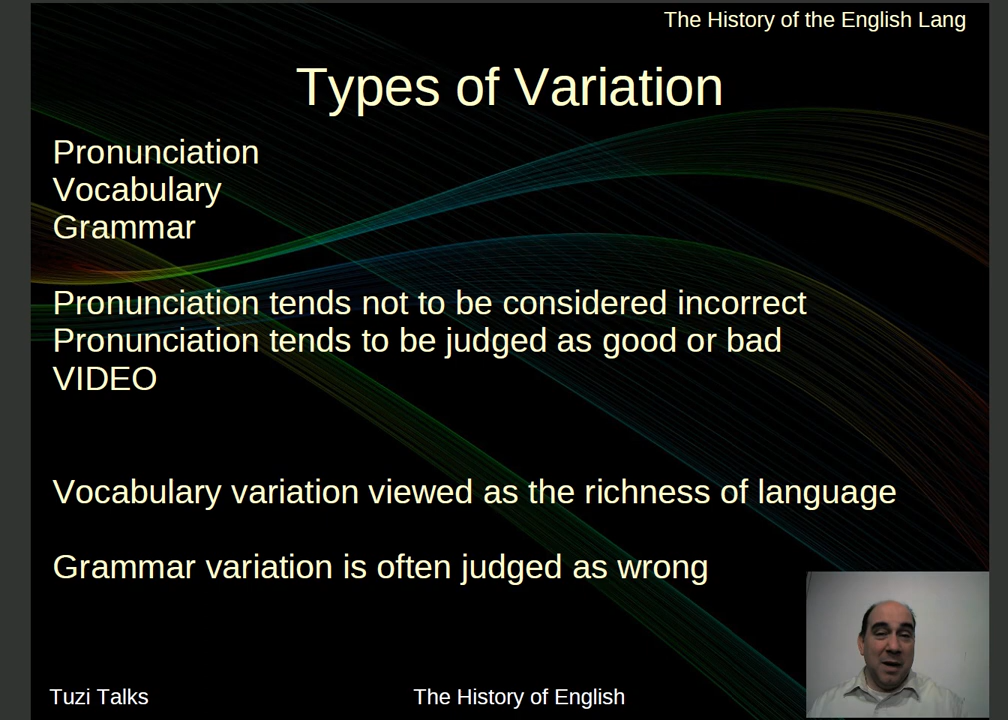 The History of the English Lang
Types of Variation
Pronunciation
Vocabulary
Grammar
Pronunciation tends not to be considered incorrect
Pronunciation tends to be judged as good or bad
VIDEO
Vocabulary variation viewed as the richness of language
Grammar variation is often judged as wrong
Tuzi Talks
The History of English